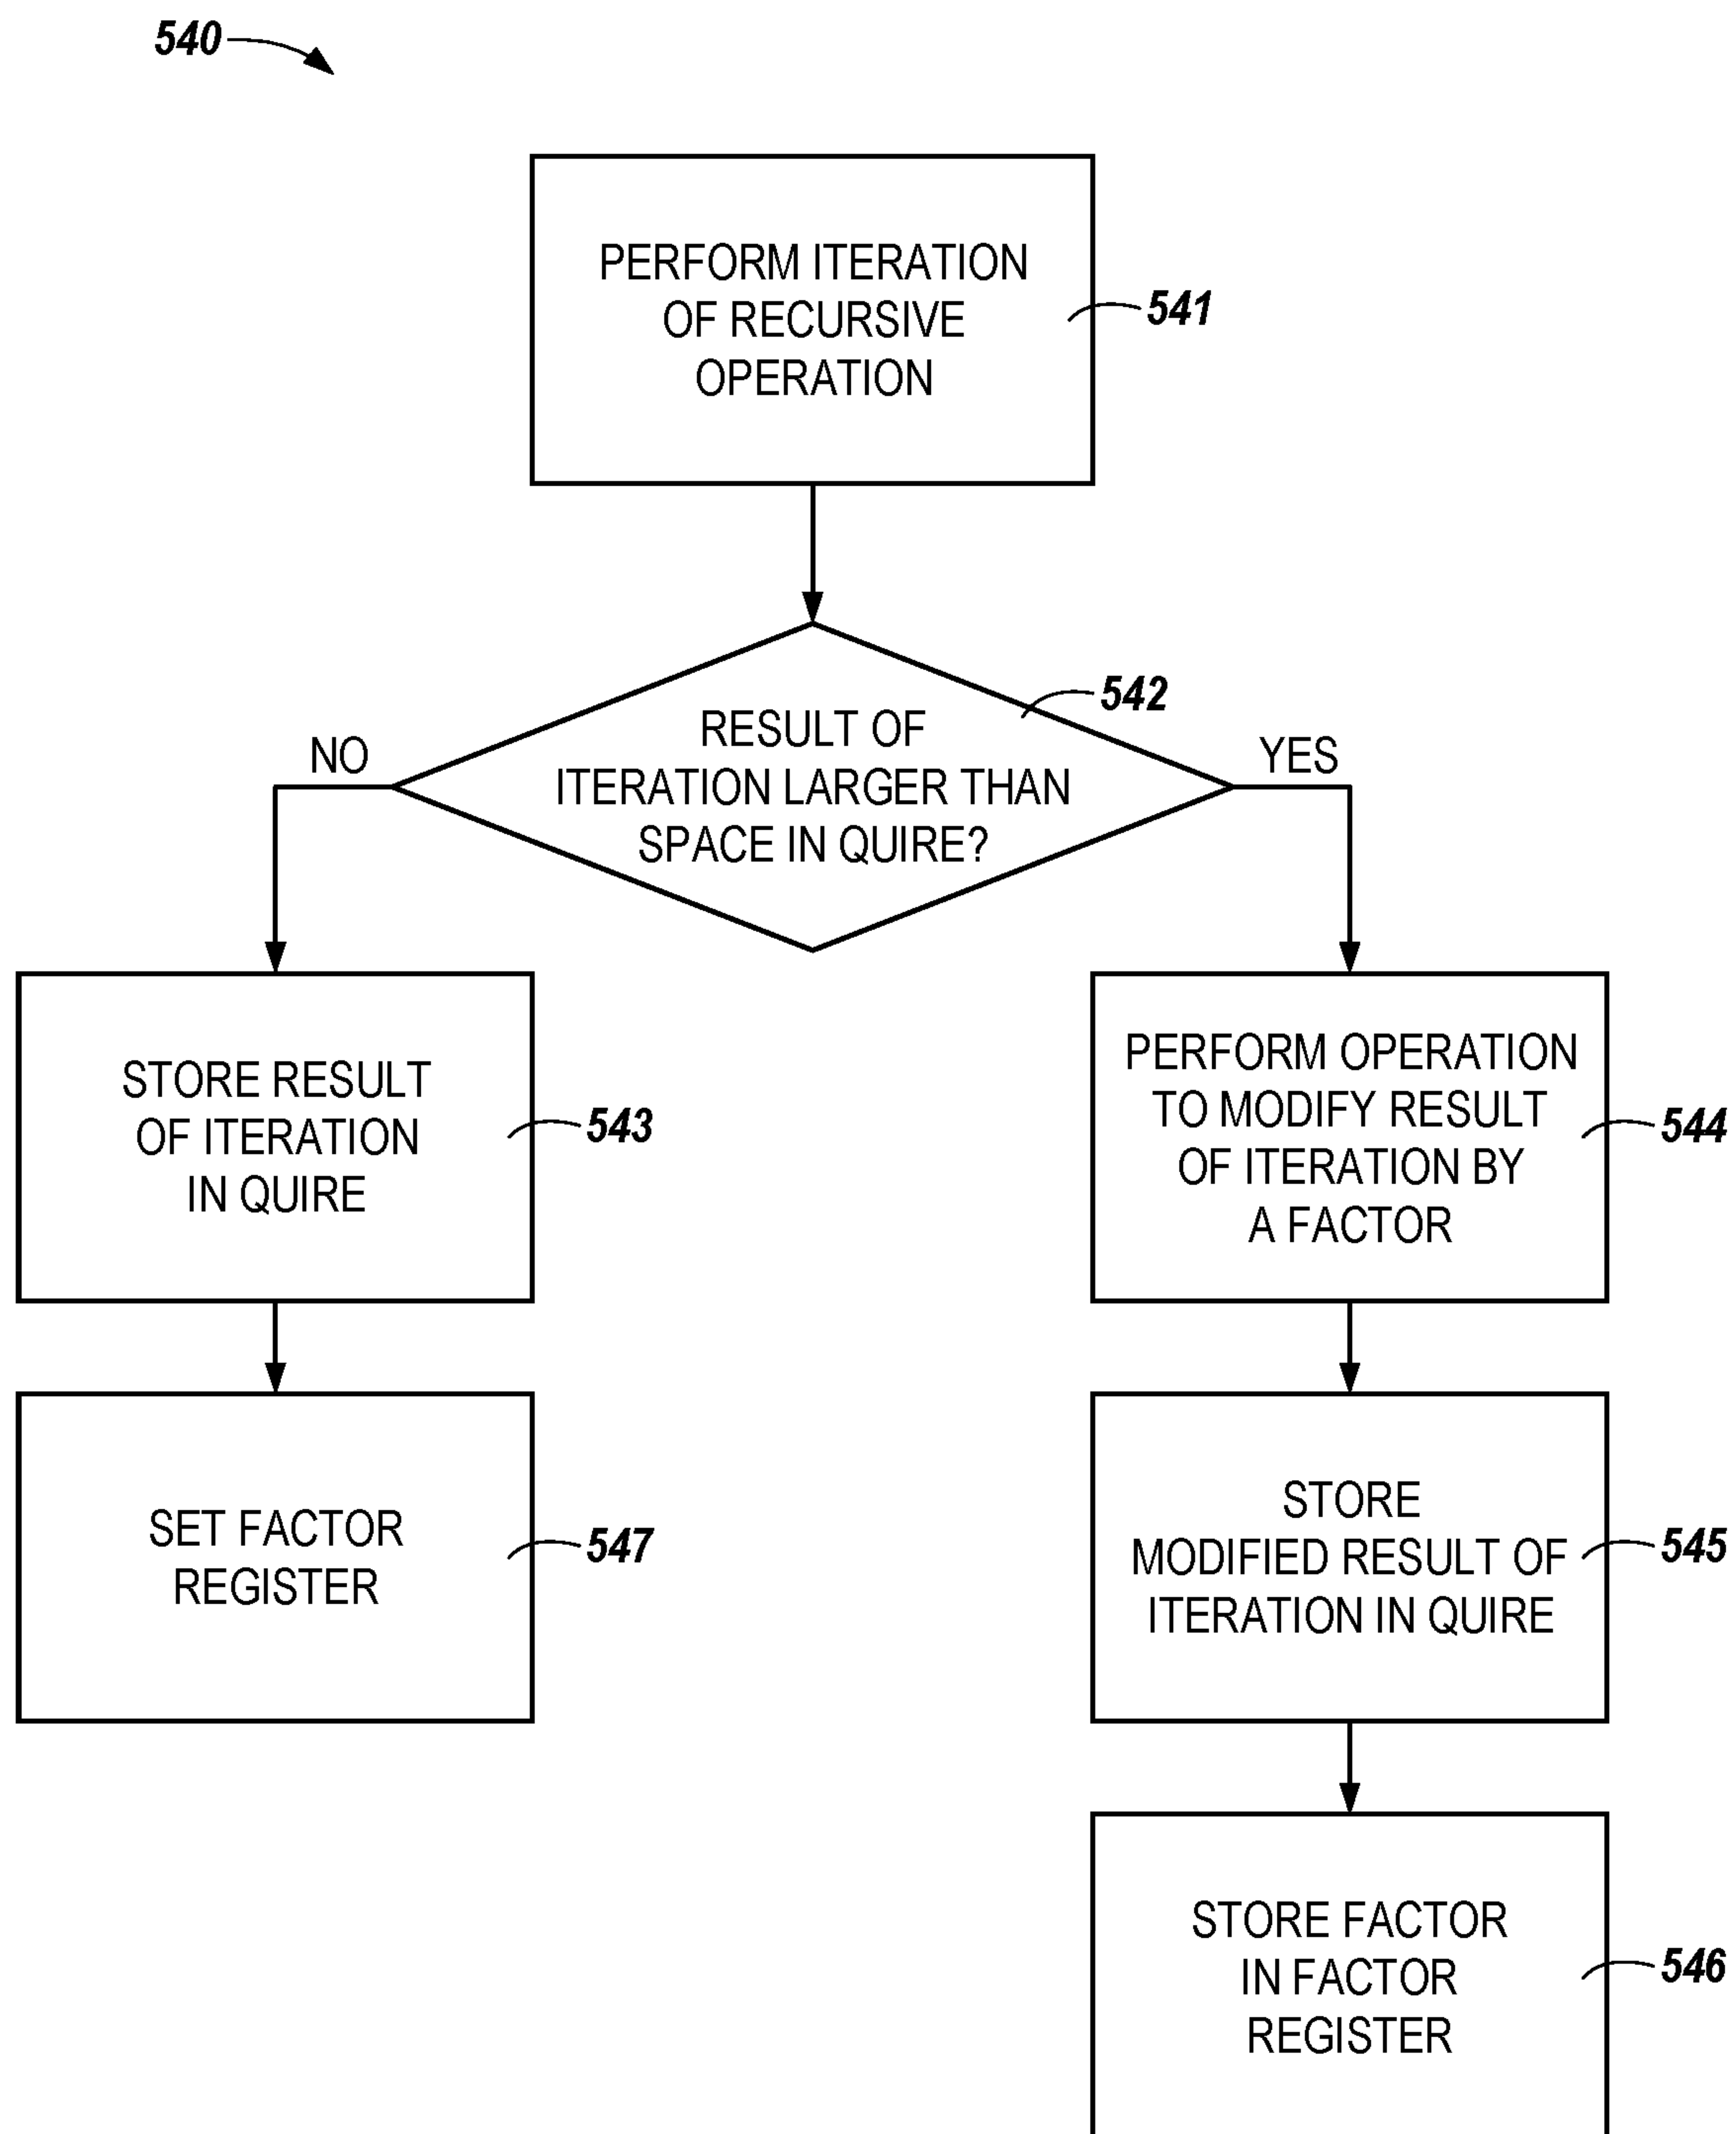 540
PERFORM ITERATION
OF RECURSIVE
OPERATION
541
542
RESULT OF
ITERATION LARGER THAN
SPACE IN QUIRE?
NO
YES
STORE RESULT
OF ITERATION
IN QUIRE
543
PERFORM OPERATION
TO MODIFY RESULT
OF ITERATION BY
A FACTOR
544
SET FACTOR
REGISTER
547
STORE
MODIFIED RESULT OF
ITERATION IN QUIRE
545
STORE FACTOR
IN FACTOR
REGISTER
546